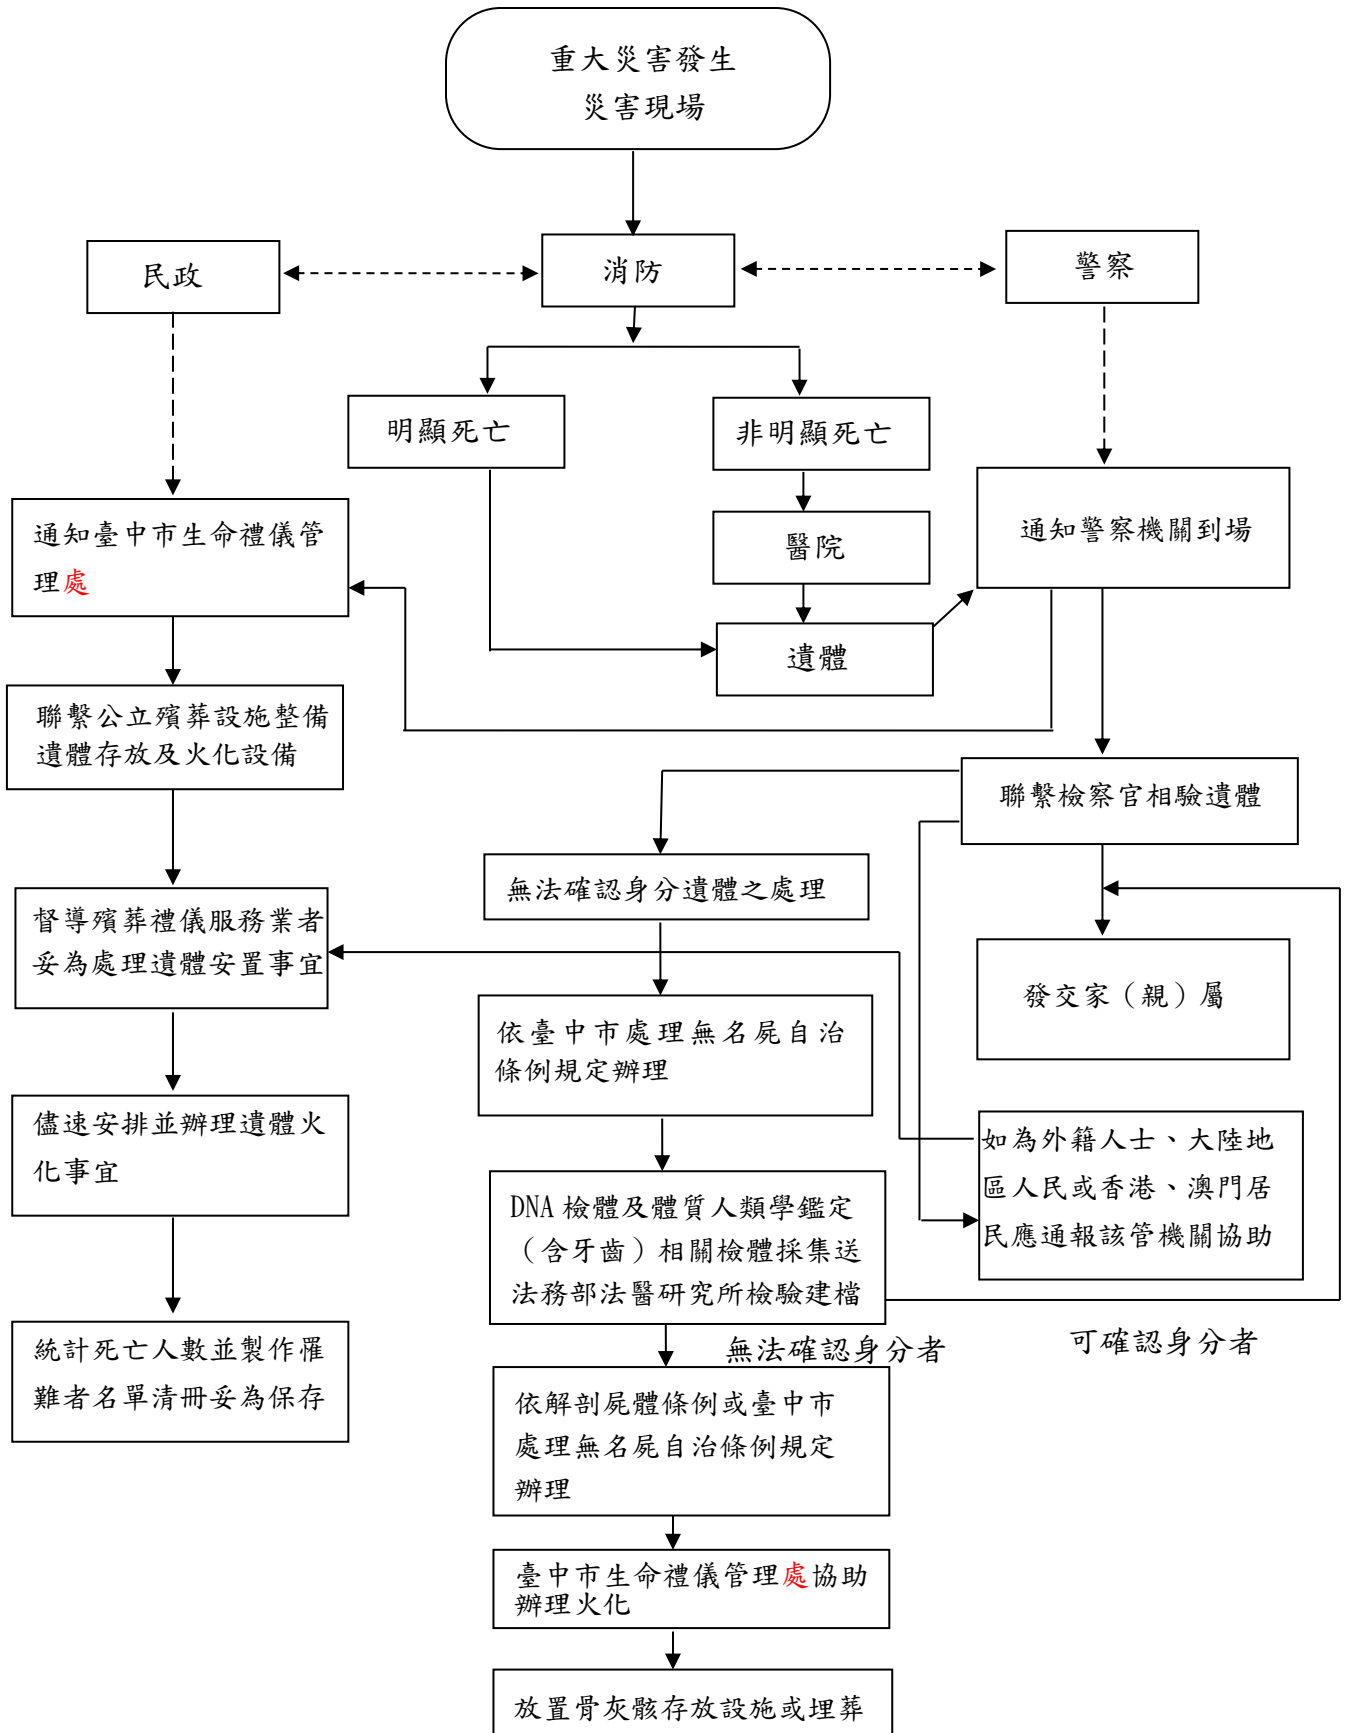 重大災害發生
災害現場
民政
消防
警察
明顯死亡
非明顯死亡
通知臺中市生命禮儀管
理處
醫院
通知警察機關到場
遺體
聯繫公立殯葬設施整備
遺體存放及火化設備
聯繫檢察官相驗遺體
無法確認身分遺體之處理
督導殯葬禮儀服務業者
妥為處理遺體安置事宜
發交家（親）屬
依臺中市處理無名屍自治
條例規定辦理
儘速安排並辦理遺體火
化事宜
如為外籍人士、大陸地
區人民或香港、澳門居
民應通報該管機關協助
DNA 檢體及體質人類學鑑定
（含牙齒）相關檢體採集送
法務部法醫研究所檢驗建檔
無法確認身分者
可確認身分者
統計死亡人數並製作罹
難者名單清冊妥為保存
依解剖屍體條例或臺中市
處理無名屍自治條例規定
辦理
臺中市生命禮儀管理處協助
辦理火化
放置骨灰骸存放設施或埋葬